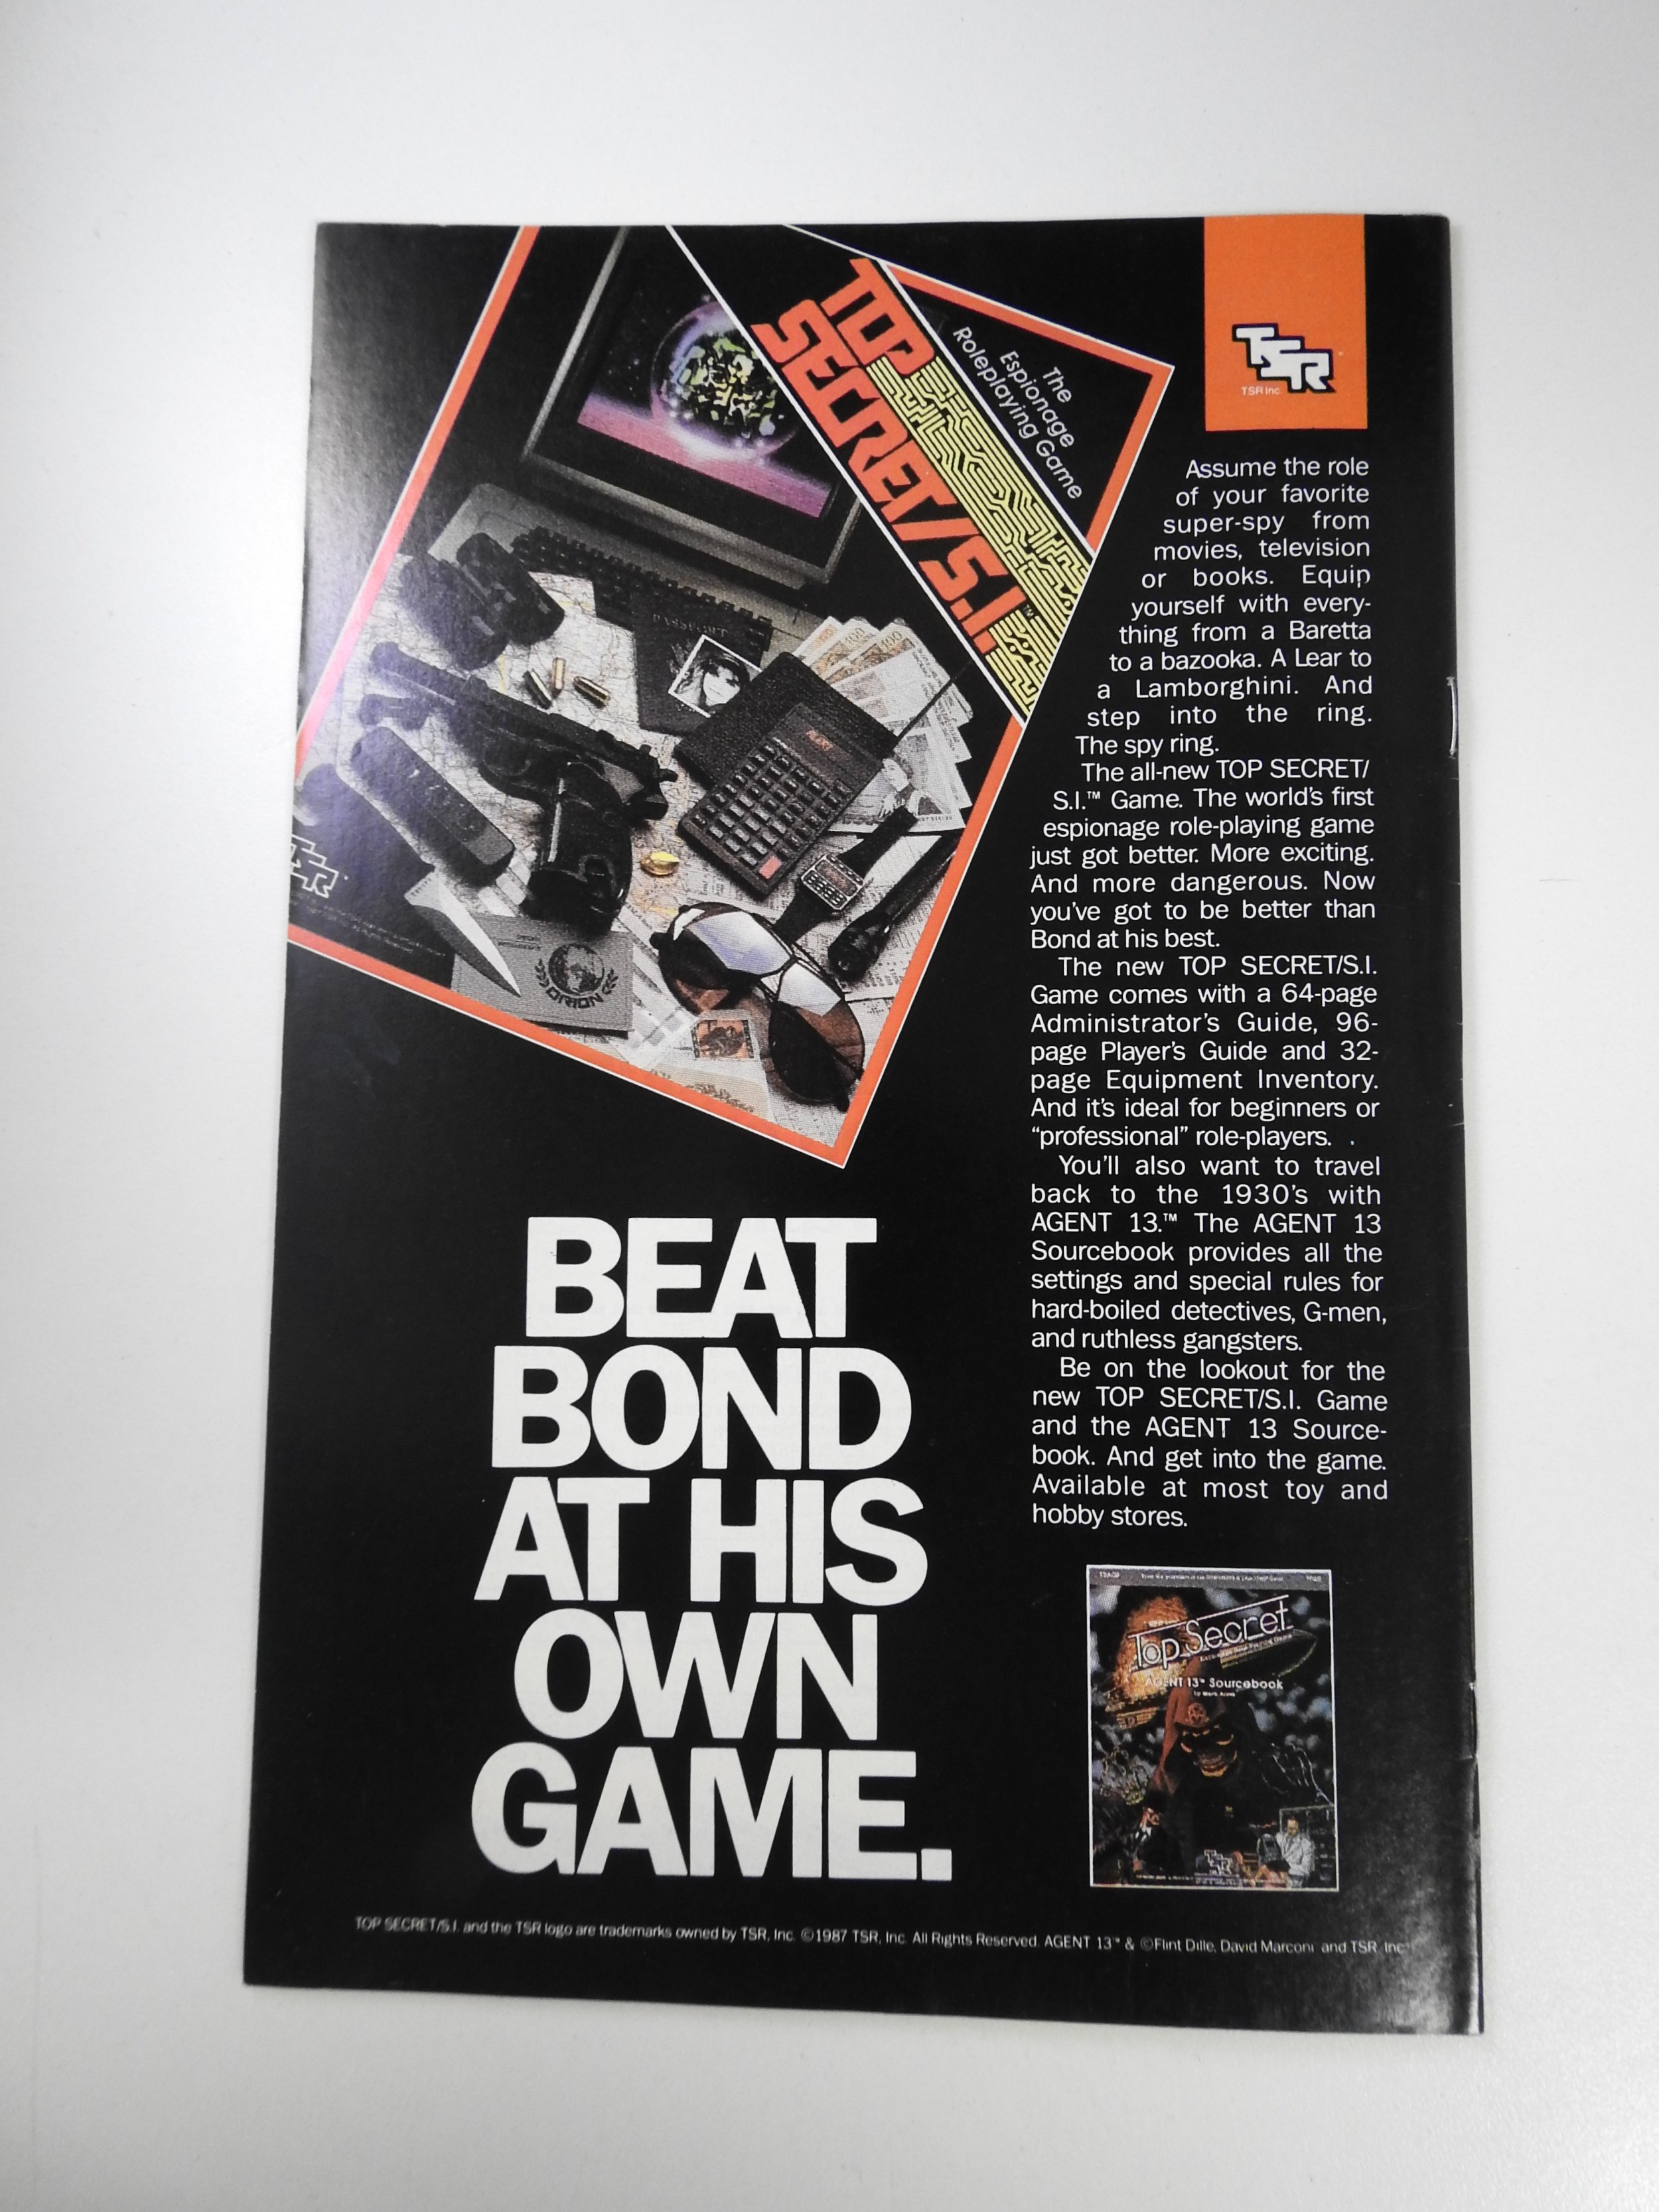 TOP
SECRET/S.I.™
The
Espionage
Roleplaying Game
TSR
TSR Inc
ALERT
ORION
TSR
Assume the role
of your favorite
super-spy from
movies, television
or books. Equip
yourself with every-
thing from a Baretta
to a bazooka. A Lear to
a Lamborghini. And
step into the ring.
The spy ring.
The all-new TOP SECRET/
S.I.™ Game. The world's first
espionage role-playing game
just got better. More exciting.
And more dangerous. Now
you've got to be better than
Bond at his best.
The new TOP SECRET/S.I.
Game comes with a 64-page
Administrator's Guide, 96-
page Player's Guide and 32-
page Equipment Inventory.
And it's ideal for beginners or
"professional" role-players.
You'll also want to travel
back to the 1930's with
AGENT 13.™ The AGENT 13
Sourcebook provides all the
settings and special rules for
hard-boiled detectives, G-men,
and ruthless gangsters.
Be on the lookout for the
new TOP SECRET/S.I. Game
and the AGENT 13 Source-
book. And get into the game.
Available at most toy and
hobby stores.
BEAT
BOND
AT HIS
OWN
GAME.
Top Secret
AGENT 13™ Sourcebook
TSR
TOP SECRET/S.I. and the TSR logo are trademarks owned by TSR, Inc. ©1987 TSR, Inc. All Rights Reserved. AGENT 13™ & ©Flint Dille, David Marconi and TSR, Inc.